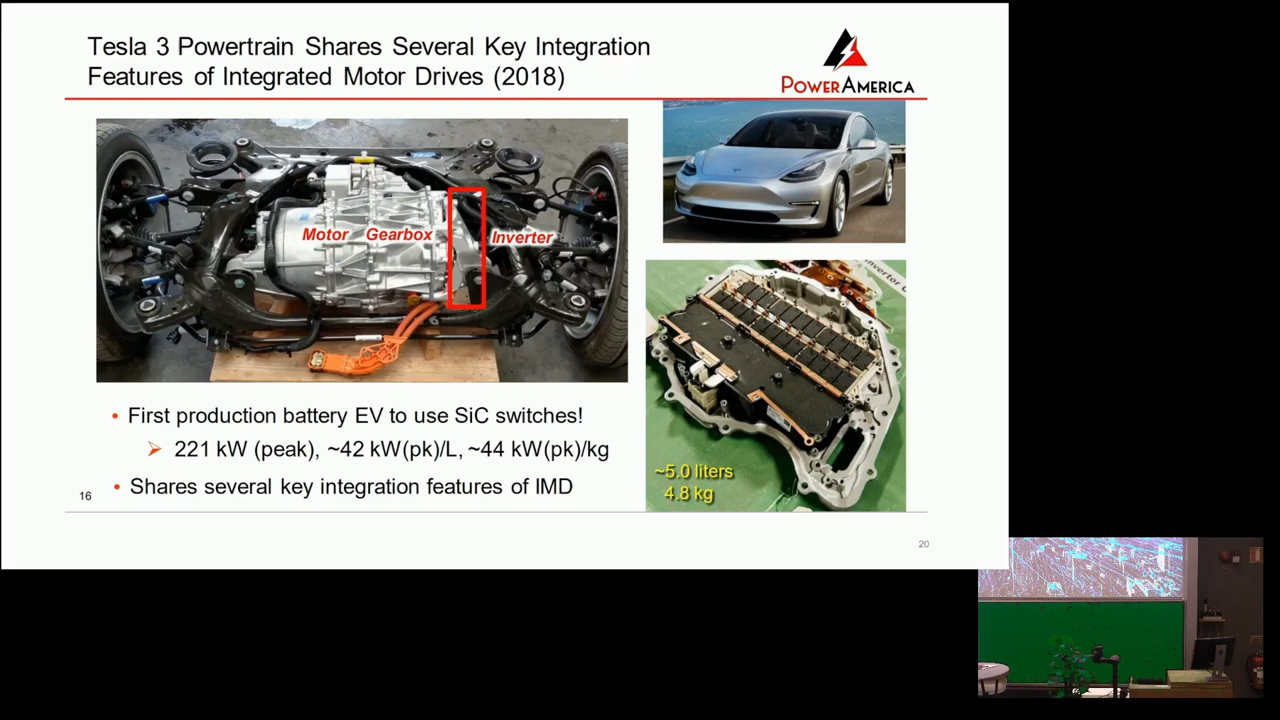 Tesla 3 Powertrain Shares Several Key Integration
Features of Integrated Motor Drives (2018)
POWERAMERICA
Motor Gearbox
Inverter
Inverter
~5.0 liters
4.8 kg
• First production battery EV to use SiC switches!
➢ 221 kW (peak), ~42 kW(pk)/L, ~44 kW(pk)/kg
• Shares several key integration features of IMD
16
20